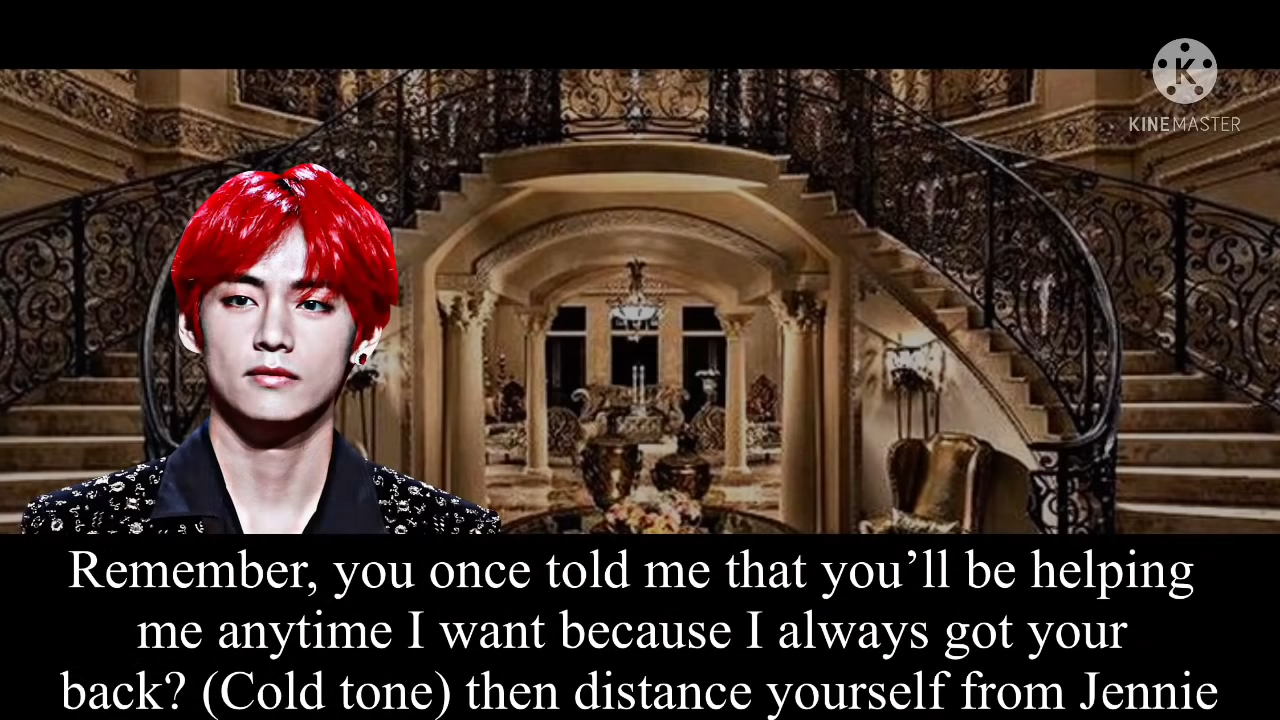 K
KINEMASTER
Remember, you once told me that you’ll be helping
me anytime I want because I always got your
back? (Cold tone) then distance yourself from Jennie